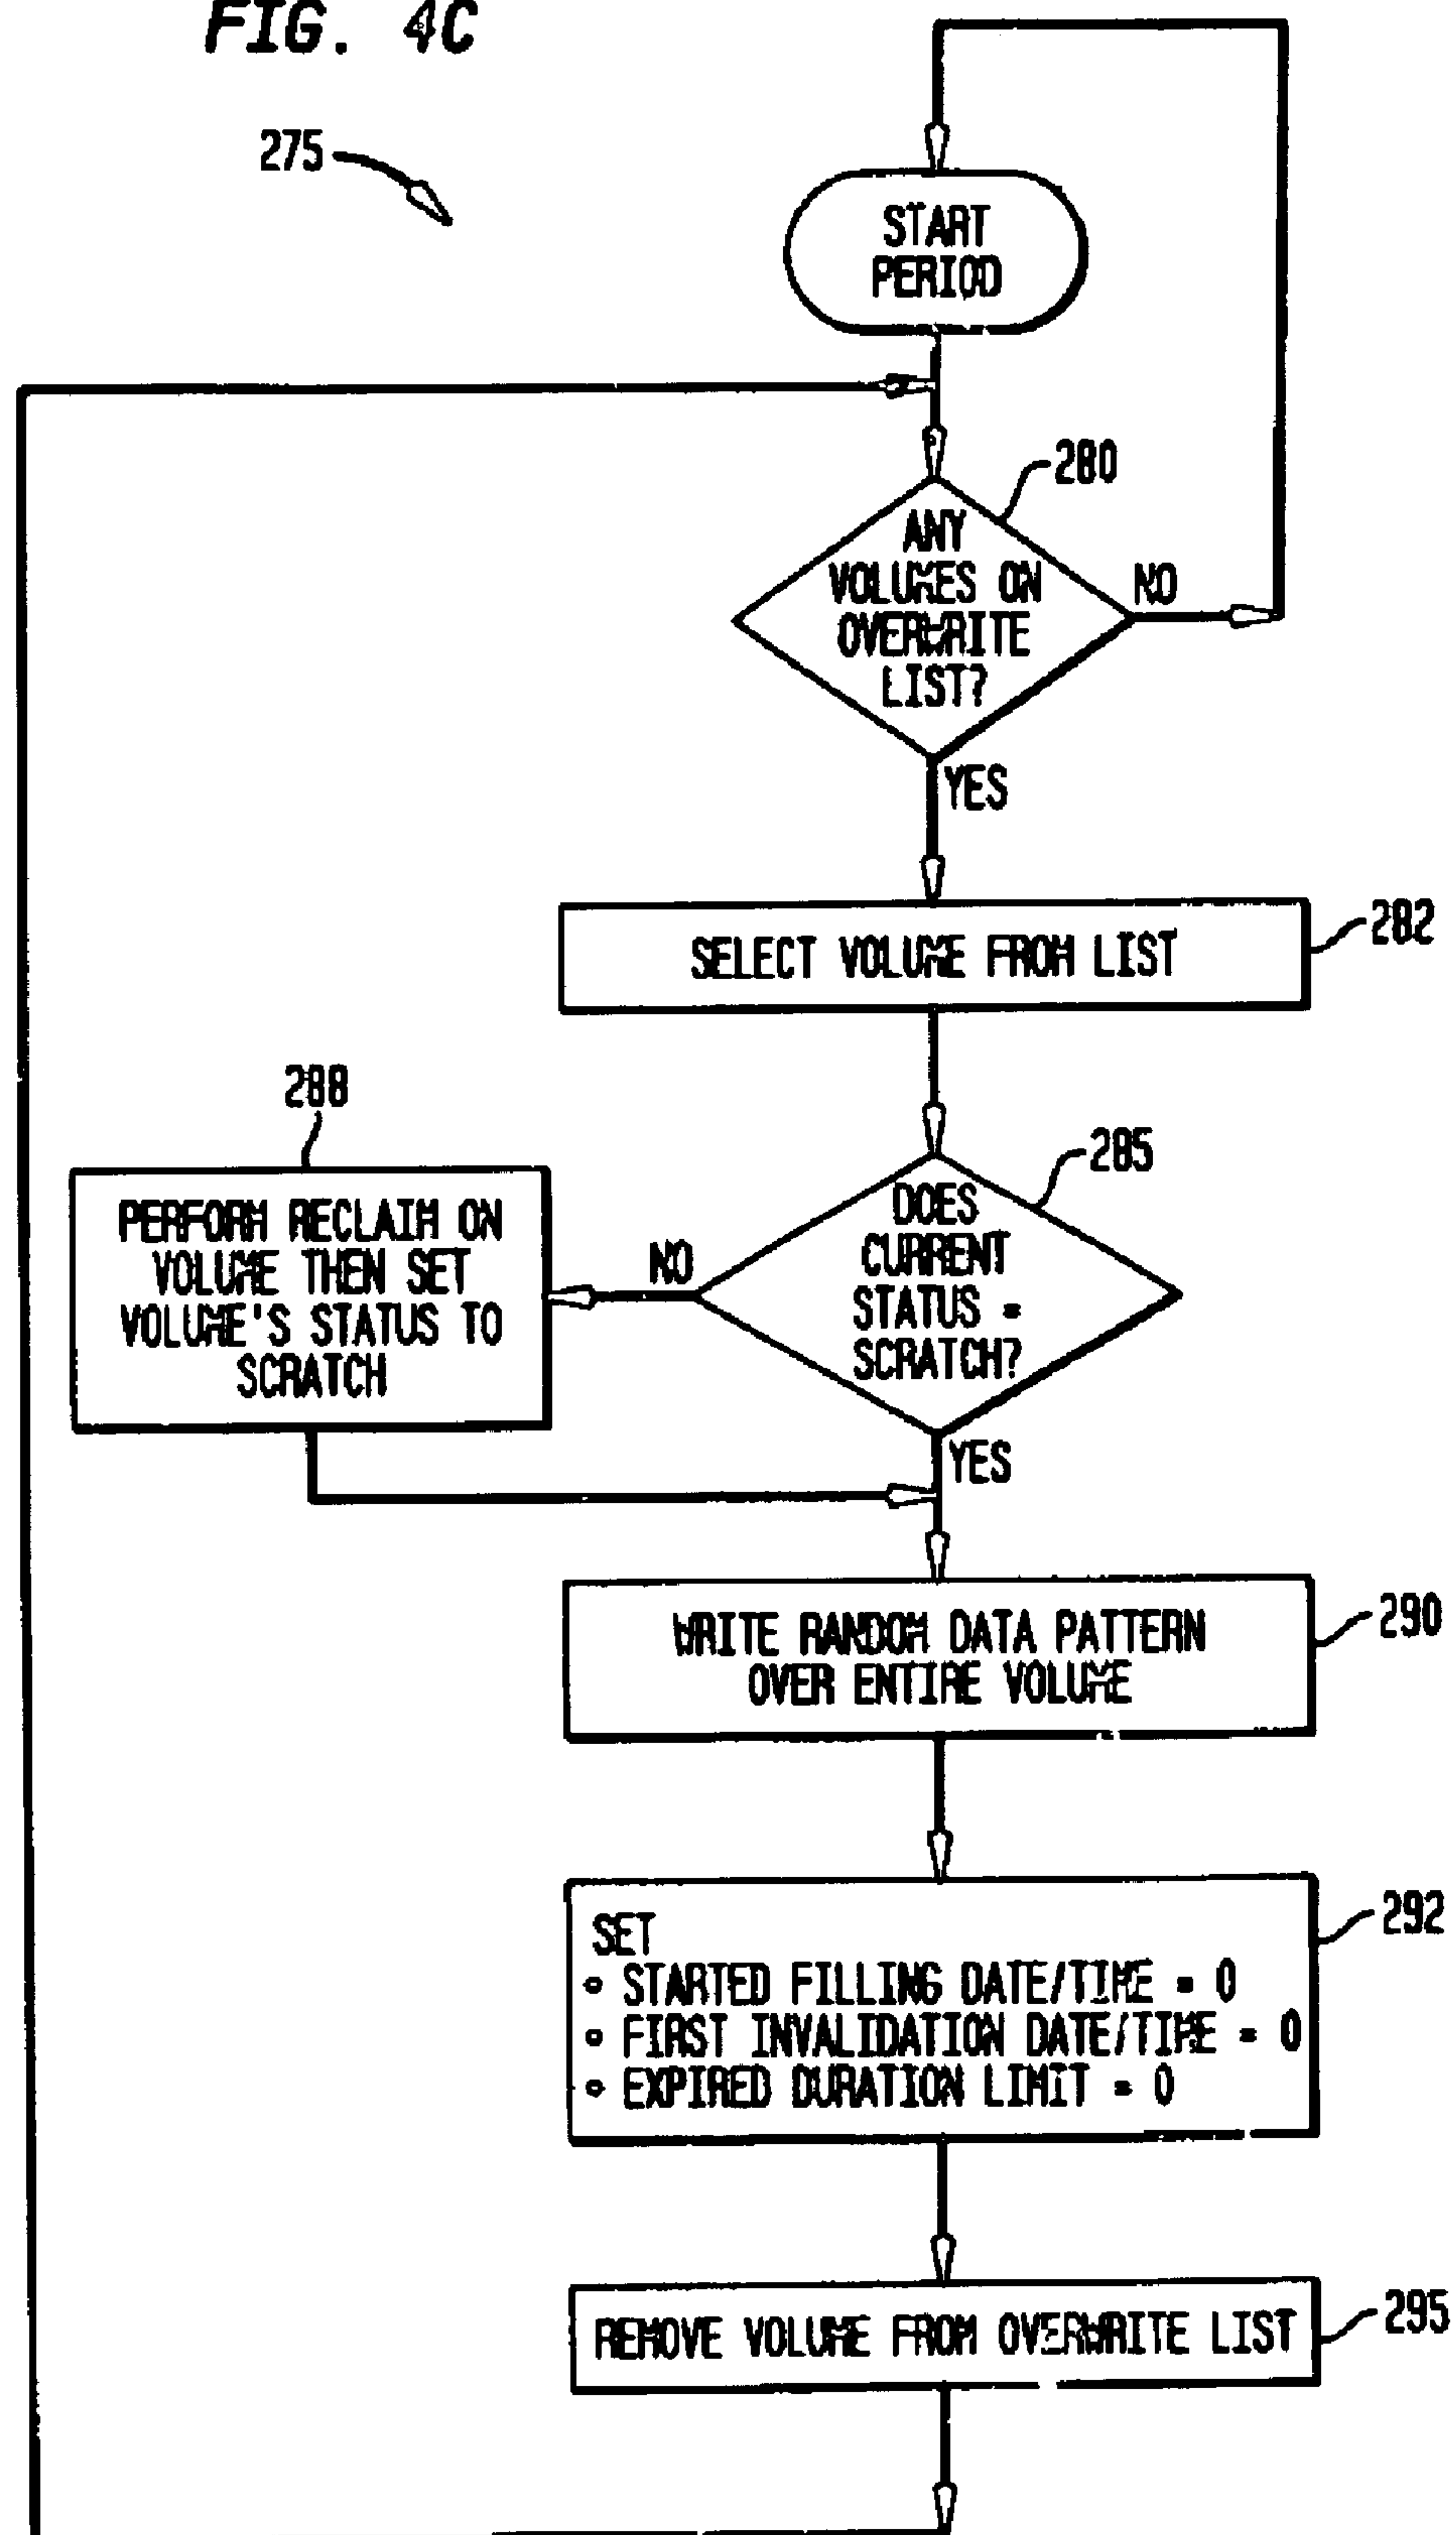 FIG. 4C
275
START
PERIOD
280
ANY
VOLUMES ON
OVERWRITE
LIST?
NO
YES
282
SELECT VOLUME FROM LIST
288
285
PERFORM RECLAIM ON
VOLUME THEN SET
VOLUME'S STATUS TO
SCRATCH
NO
DOES
CURRENT
STATUS =
SCRATCH?
YES
290
WRITE RANDOM DATA PATTERN
OVER ENTIRE VOLUME
292
SET
• STARTED FILLING DATE/TIME = 0
• FIRST INVALIDATION DATE/TIME = 0
• EXPIRED DURATION LIMIT = 0
295
REMOVE VOLUME FROM OVERWRITE LIST